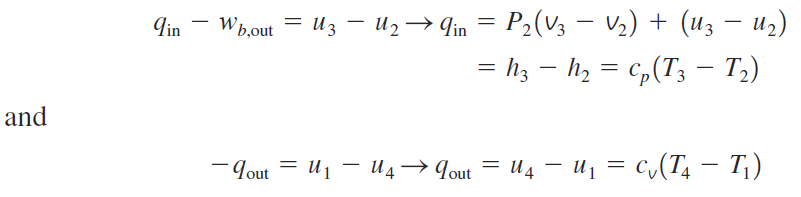 q_in − w_b,out = u_3 − u_2 → q_in = P_2(v_3 − v_2) + (u_3 − u_2)
= h_3 − h_2 = c_p(T_3 − T_2)
and
−q_out = u_1 − u_4 → q_out = u_4 − u_1 = c_v(T_4 − T_1)